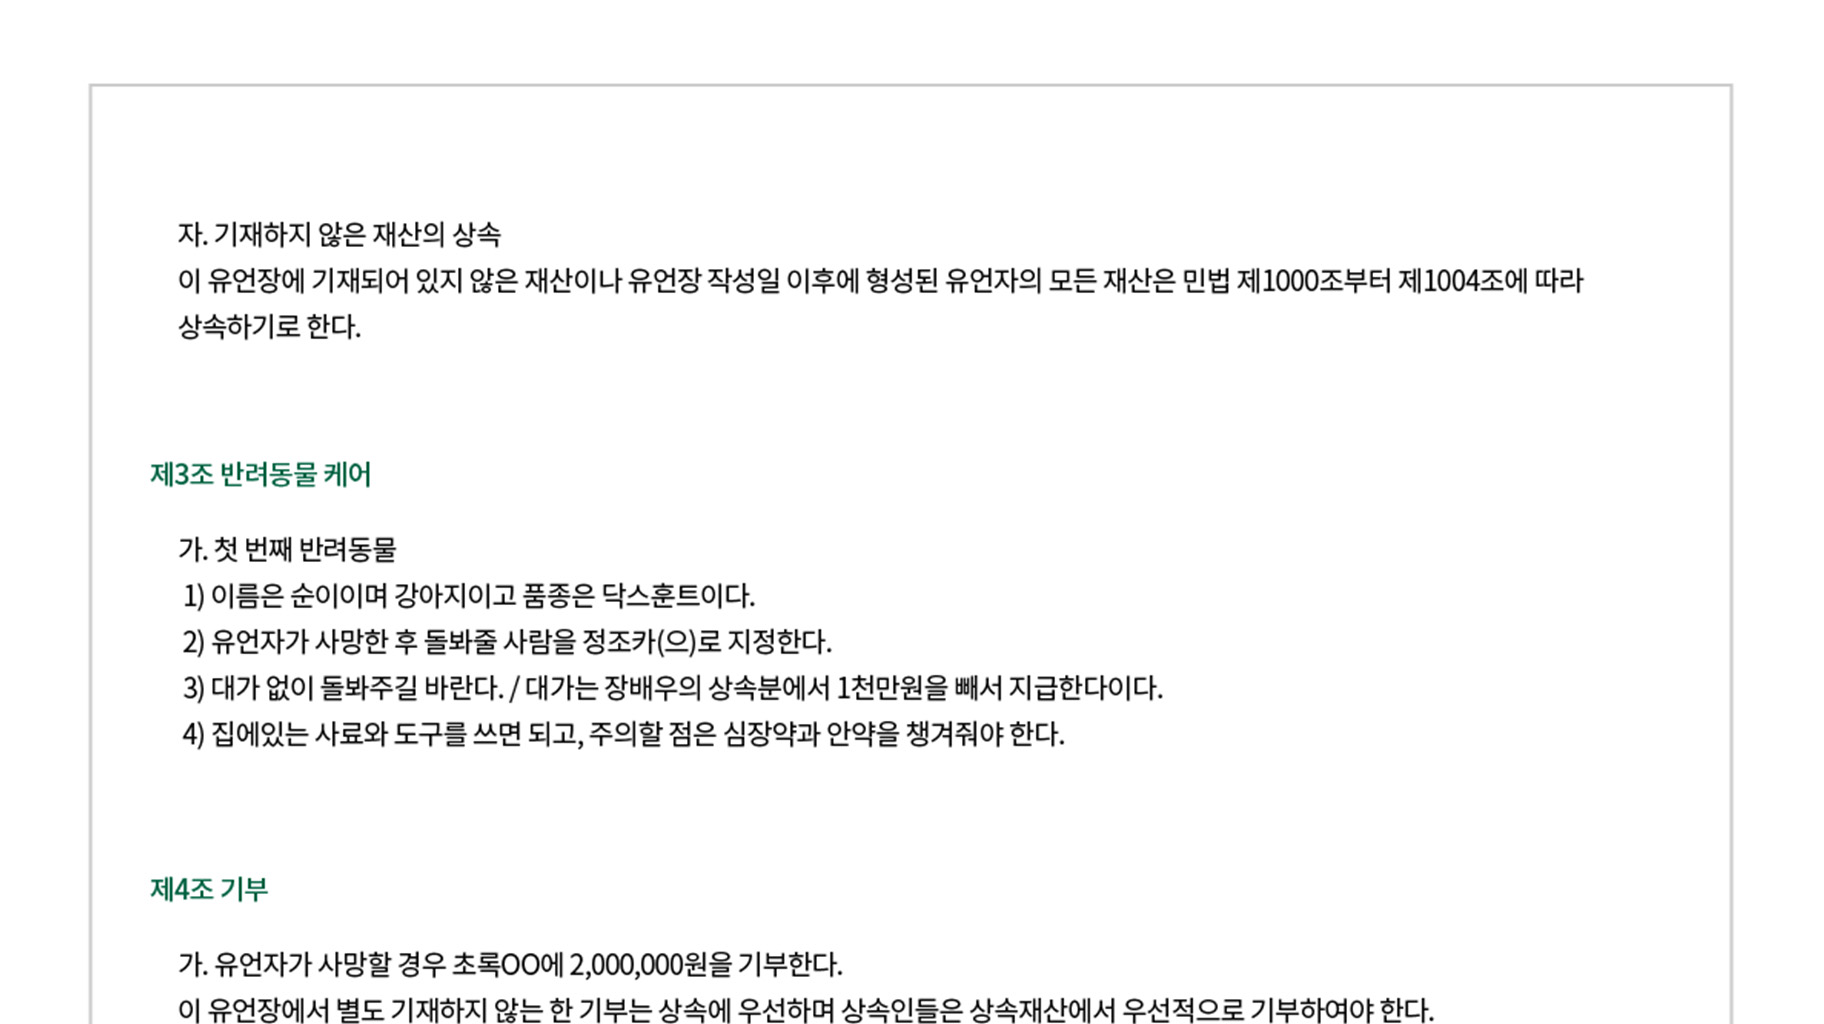 자. 기재하지 않은 재산의 상속
이 유언장에 기재되어 있지 않은 재산이나 유언장 작성일 이후에 형성된 유언자의 모든 재산은 민법 제1000조부터 제1004조에 따라
상속하기로 한다.
제3조 반려동물 케어
가. 첫 번째 반려동물
1) 이름은 순이이며 강아지이고 품종은 닥스훈트이다.
2) 유언자가 사망한 후 돌봐줄 사람을 정조카(으)로 지정한다.
3) 대가 없이 돌봐주길 바란다. / 대가는 장배우의 상속분에서 1천만원을 빼서 지급한다이다.
4) 집에있는 사료와 도구를 쓰면 되고, 주의할 점은 심장약과 안약을 챙겨줘야 한다.
제4조 기부
가. 유언자가 사망할 경우 초록OO에 2,000,000원을 기부한다.
이 유언장에서 별도 기재하지 않는 한 기부는 상속에 우선하며 상속인들은 상속재산에서 우선적으로 기부하여야 한다.